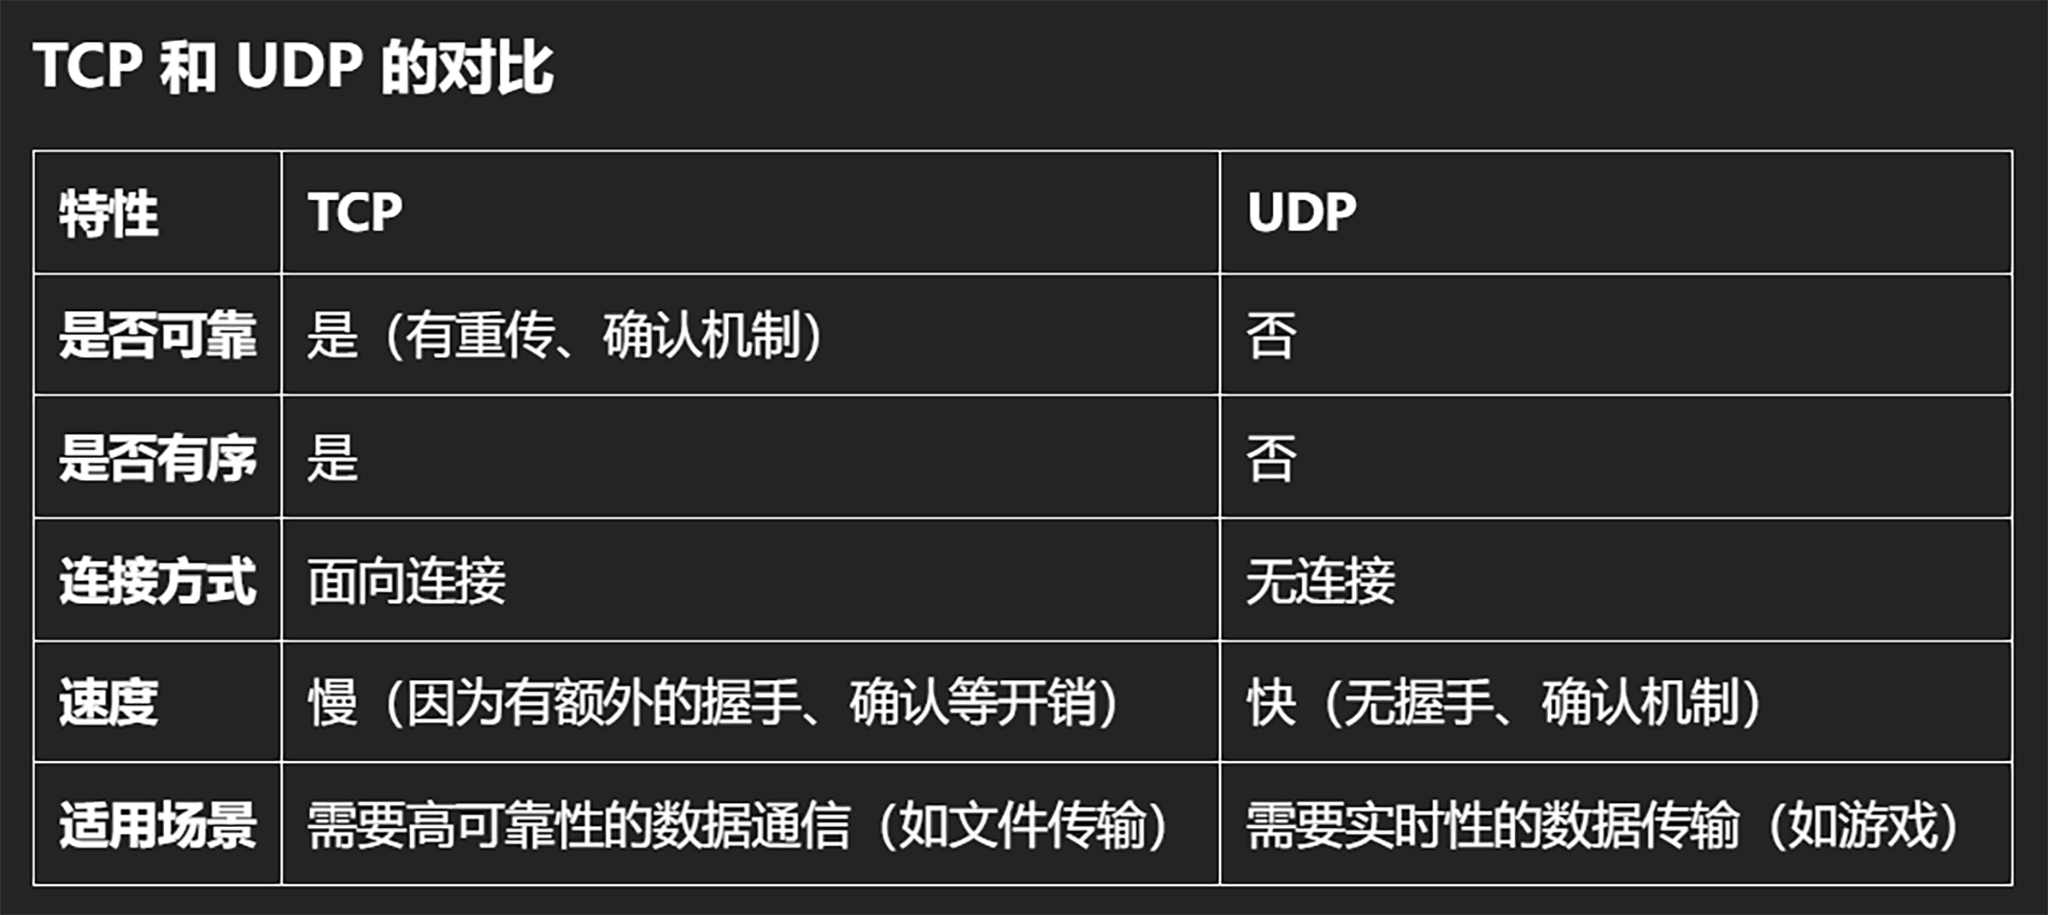 TCP 和 UDP 的对比
特性 TCP UDP
是否可靠 是（有重传、确认机制） 否
是否有序 是 否
连接方式 面向连接 无连接
速度 慢（因为有额外的握手、确认等开销） 快（无握手、确认机制）
适用场景 需要高可靠性的数据通信（如文件传输） 需要实时性的数据传输（如游戏）